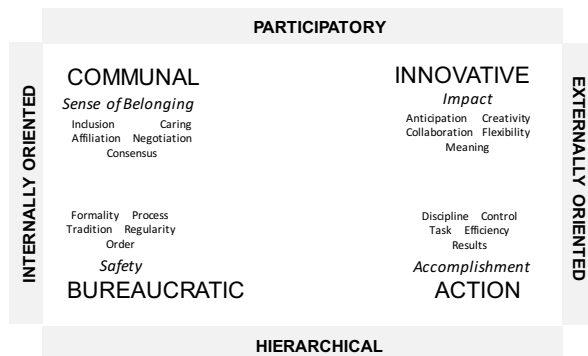 PARTICIPATORY
INTERNALLY ORIENTED
EXTERNALLY ORIENTED
COMMUNAL
Sense of Belonging
Inclusion Caring
Affiliation Negotiation
Consensus
INNOVATIVE
Impact
Anticipation Creativity
Collaboration Flexibility
Meaning
Formality Process
Tradition Regularity
Order
Safety
BUREAUCRATIC
Discipline Control
Task Efficiency
Results
Accomplishment
ACTION
HIERARCHICAL